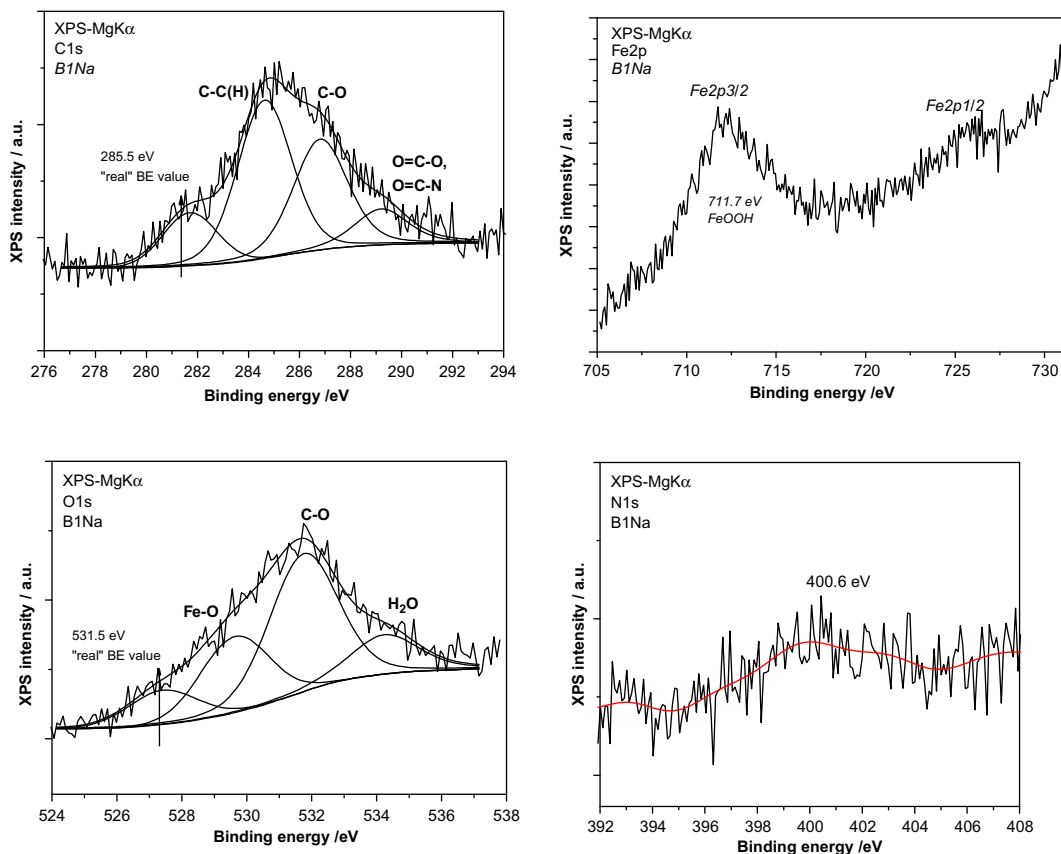 XPS-MgKα
C1s
B1Na
C-C(H)
C-O
285.5 eV
"real" BE value
O=C-O,
O=C-N
XPS intensity / a.u.
276 278 280 282 284 286 288 290 292 294
Binding energy /eV
XPS-MgKα
Fe2p
B1Na
Fe2p3/2
Fe2p1/2
711.7 eV
FeOOH
XPS intensity / a.u.
705 710 715 720 725 730
Binding energy /eV
XPS-MgKα
O1s
B1Na
C-O
Fe-O
H₂O
531.5 eV
"real" BE value
XPS intensity / a.u.
524 526 528 530 532 534 536 538
Binding energy /eV
XPS-MgKα
N1s
B1Na
400.6 eV
XPS intensity / a.u.
392 394 396 398 400 402 404 406 408
Binding energy /eV